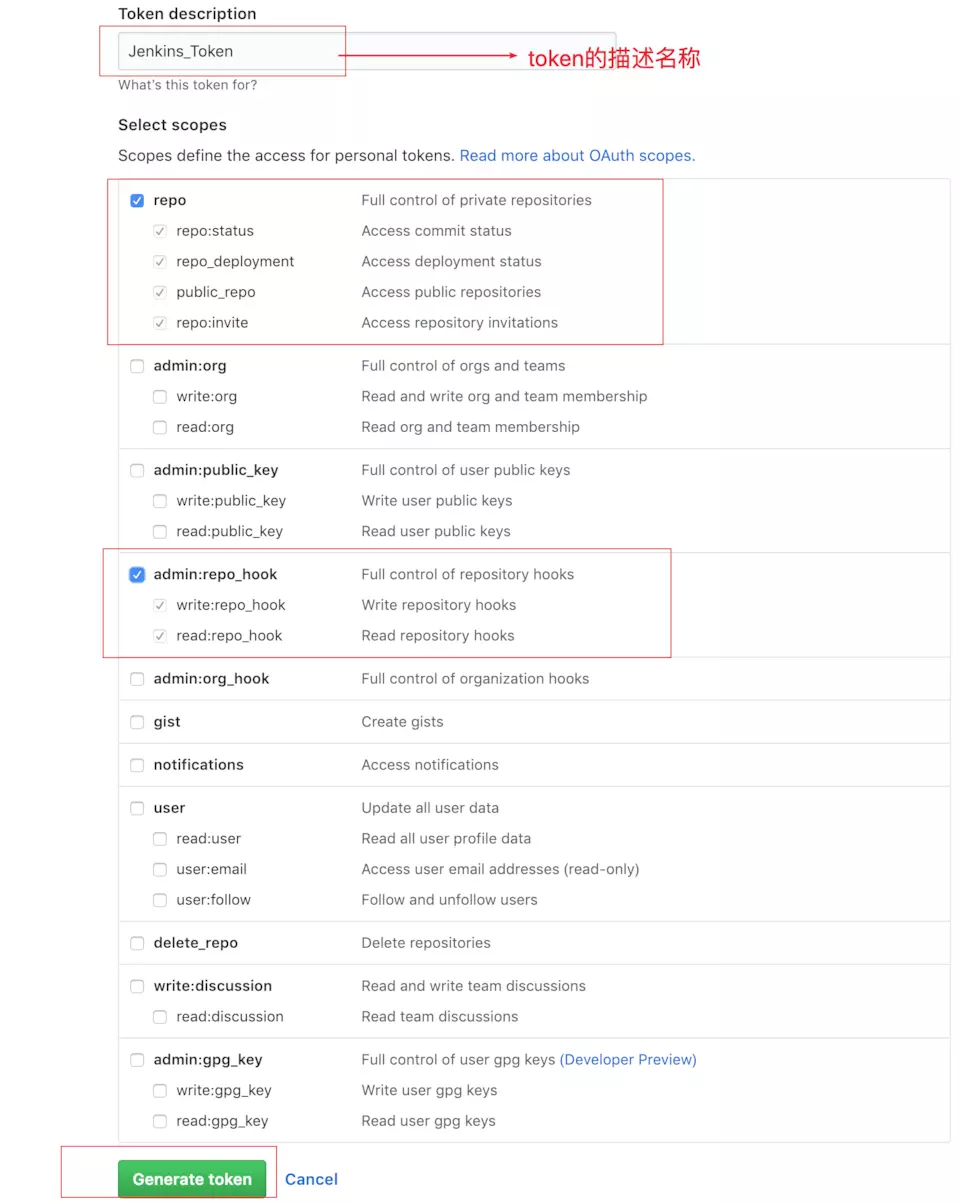 Token description
Jenkins_Token
token的描述名称
What's this token for?
Select scopes
Scopes define the access for personal tokens. Read more about OAuth scopes.
repo Full control of private repositories
repo:status Access commit status
repo_deployment Access deployment status
public_repo Access public repositories
repo:invite Access repository invitations
admin:org Full control of orgs and teams
write:org Read and write org and team membership
read:org Read org and team membership
admin:public_key Full control of user public keys
write:public_key Write user public keys
read:public_key Read user public keys
admin:repo_hook Full control of repository hooks
write:repo_hook Write repository hooks
read:repo_hook Read repository hooks
admin:org_hook Full control of organization hooks
gist Create gists
notifications Access notifications
user Update all user data
read:user Read all user profile data
user:email Access user email addresses (read-only)
user:follow Follow and unfollow users
delete_repo Delete repositories
write:discussion Read and write team discussions
read:discussion Read team discussions
admin:gpg_key Full control of user gpg keys (Developer Preview)
write:gpg_key Write user gpg keys
read:gpg_key Read user gpg keys
Generate token Cancel